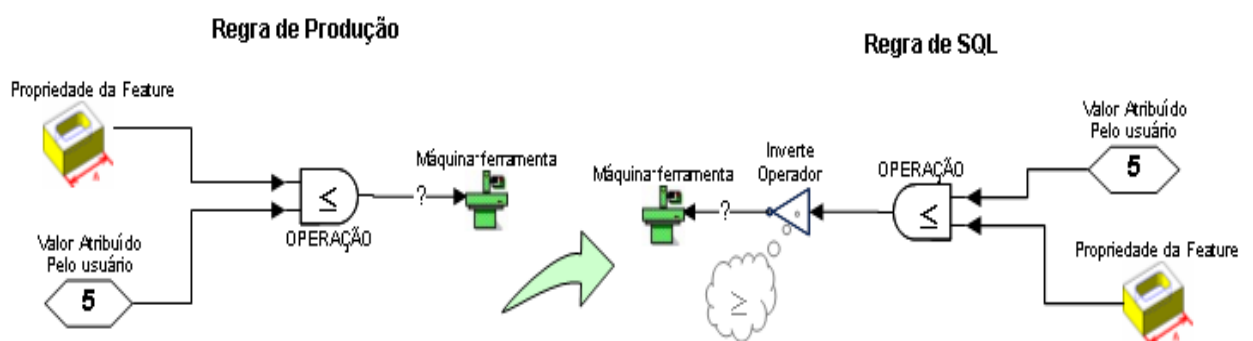 Regra de Produção
Propriedade da Feature
Máquina-ferramenta
≤
?
OPERAÇÃO
Valor Atribuído
Pelo usuário
5
Regra de SQL
Valor Atribuído
Pelo usuário
5
Inverte
Operador
OPERAÇÃO
Máquina-ferramenta
?
≤
Propriedade da Feature
≥